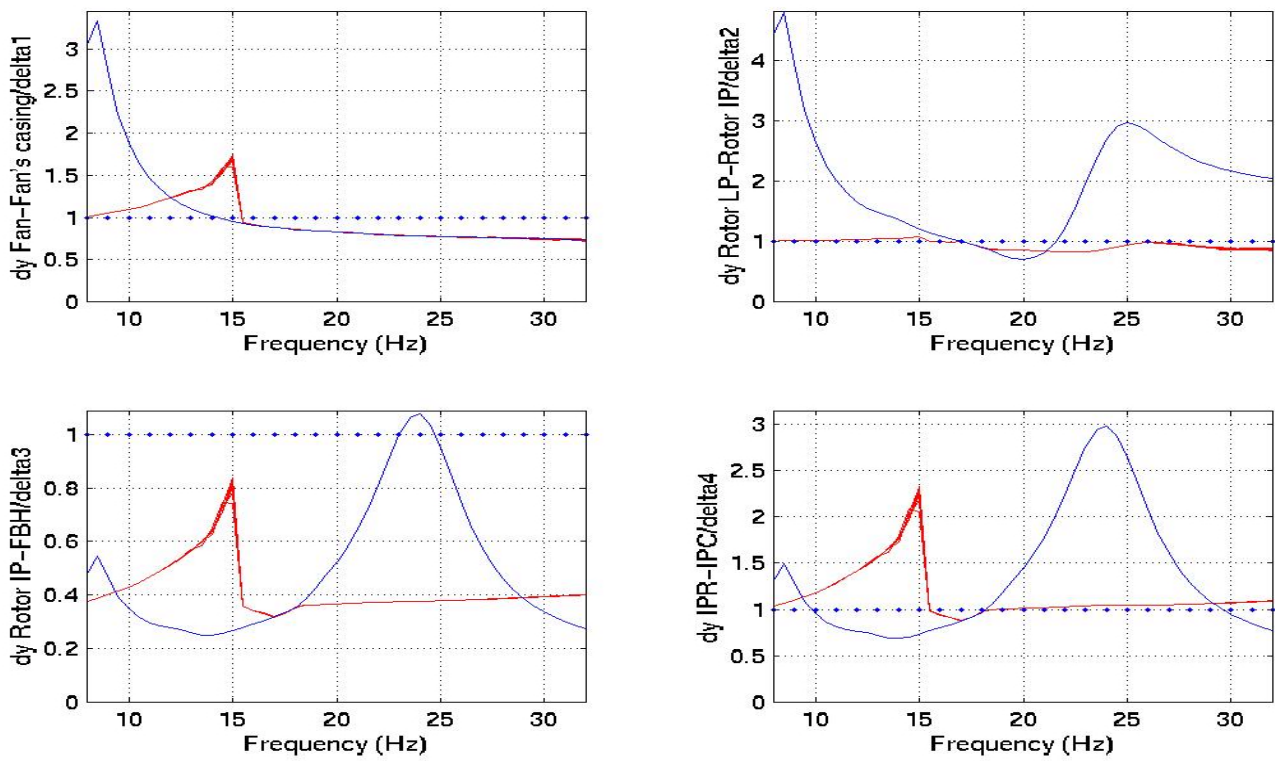 dy Fan-Fan's casing/delta1
3
2.5
2
1.5
1
0.5
0
10 15 20 25 30
Frequency (Hz)
dy Rotor LP-Rotor IP/delta2
4
3
2
1
0
10 15 20 25 30
Frequency (Hz)
dy Rotor IP-FBH/delta3
1
0.8
0.6
0.4
0.2
0
10 15 20 25 30
Frequency (Hz)
dy IPR-IPC/delta4
3
2.5
2
1.5
1
0.5
0
10 15 20 25 30
Frequency (Hz)